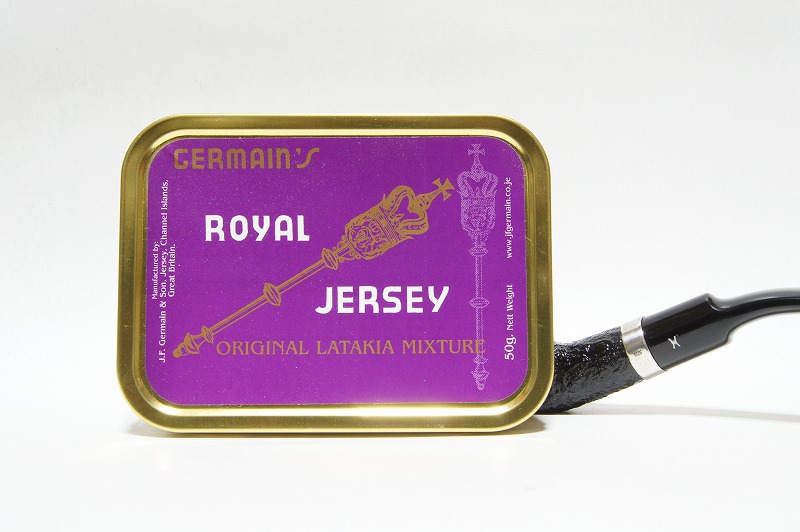 GERMAIN'S
ROYAL
JERSEY
ORIGINAL LATAKIA MIXTURE
Manufactured by:
J.F. Germain & Son, Jersey, Channel Islands,
Great Britain.
50g. Nett Weight
www.jfgermain.co.je